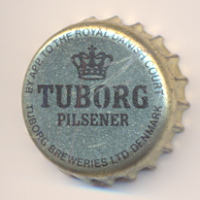 BY APP. TO THE ROYAL DANISH COURT
TUBORG
PILSENER
TUBORG BREWERIES LTD. DENMARK